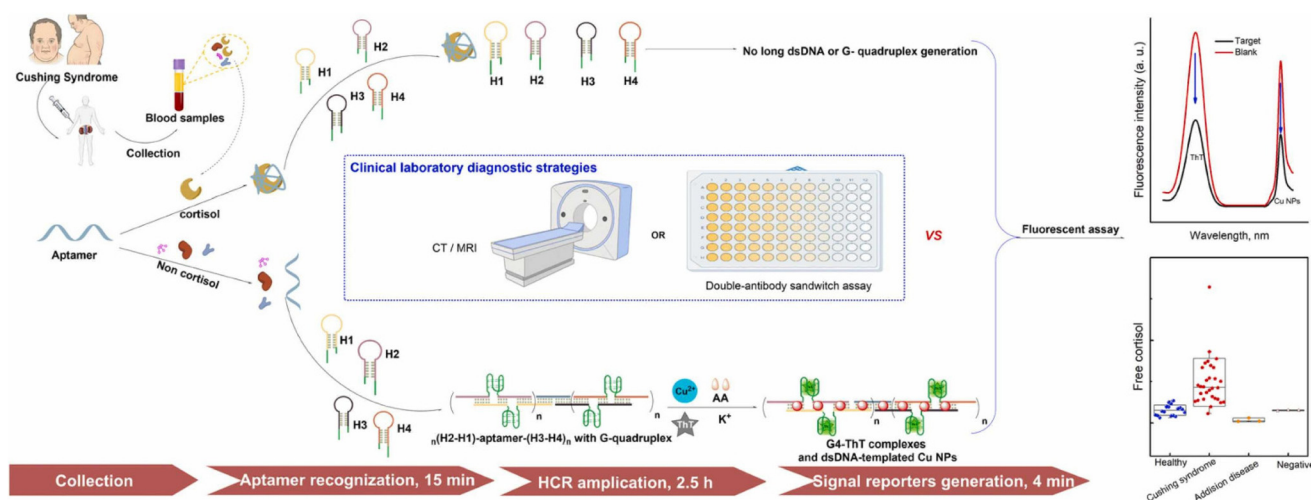 Cushing Syndrome
Blood samples
Collection
cortisol
Aptamer
Non cortisol
H1
H2
H3
H4
H1
H2
H3
H4
No long dsDNA or G- quadruplex generation
Clinical laboratory diagnostic strategies
CT / MRI
OR
Double-antibody sandwitch assay
VS
Fluorescent assay
H1
H2
H3
H4
n
n
n(H2-H1)-aptamer-(H3-H4)n with G-quadruplex
Cu2+
AA
ThT
K+
n
n
G4-ThT complexes
and dsDNA-templated Cu NPs
Fluorescence intensity (a. u.)
Target
Blank
ThT
Cu NPs
Wavelength, nm
Free cortisol
Healthy
Cushing syndrome
Addision disease
Negative
Collection
Aptamer recognization, 15 min
HCR amplication, 2.5 h
Signal reporters generation, 4 min